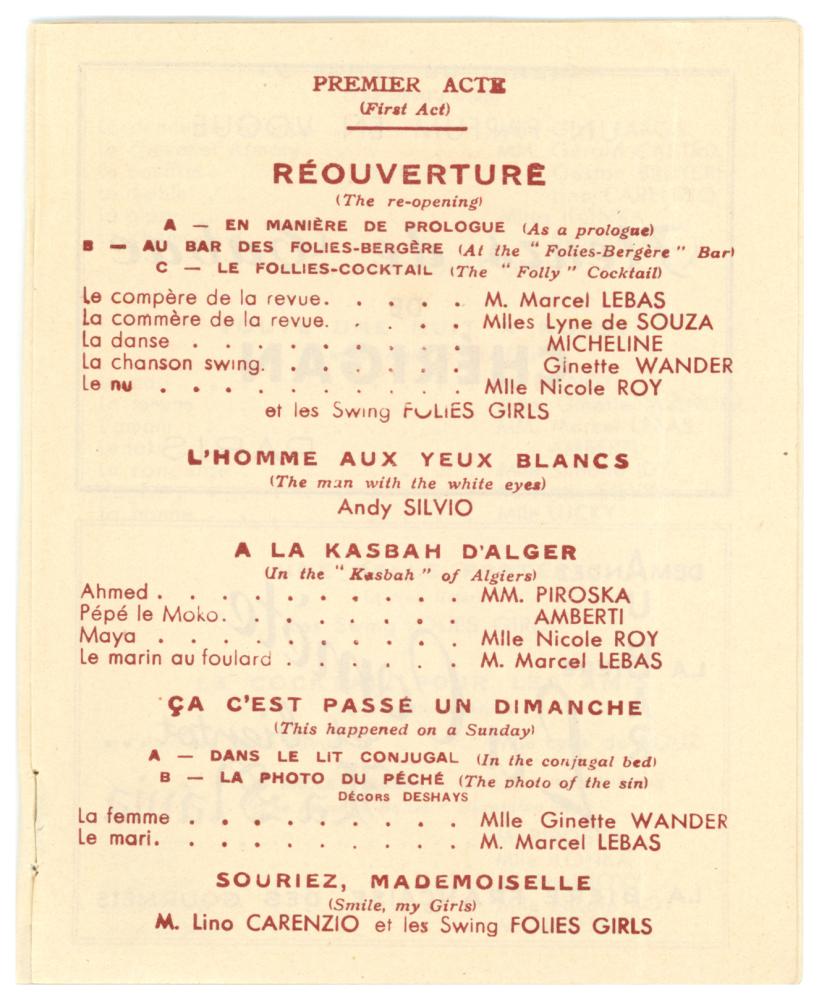 PREMIER ACTE
(First Act)
RÉOUVERTURE
(The re-opening)
A — EN MANIÈRE DE PROLOGUE (As a prologue)
B — AU BAR DES FOLIES-BERGÈRE (At the "Folies-Bergère" Bar)
C — LE FOLLIES-COCKTAIL (The "Folly" Cocktail)
Le compère de la revue. . . . . . M. Marcel LEBAS
La commère de la revue. . . . . Mlles Lyne de SOUZA
La danse . . . . . . . . . . MICHELINE
La chanson swing. . . . . . . . Ginette WANDER
Le nu . . . . . . . . . . Mlle Nicole ROY
et les Swing FOLIES GIRLS
L'HOMME AUX YEUX BLANCS
(The man with the white eyes)
Andy SILVIO
A LA KASBAH D'ALGER
(In the "Kasbah" of Algiers)
Ahmed . . . . . . . . . . MM. PIROSKA
Pépé le Moko. . . . . . . . AMBERTI
Maya . . . . . . . . . . Mlle Nicole ROY
Le marin au foulard . . . . . . M. Marcel LEBAS
ÇA C'EST PASSÉ UN DIMANCHE
(This happened on a Sunday)
A — DANS LE LIT CONJUGAL (In the conjugal bed)
B — LA PHOTO DU PÉCHÉ (The photo of the sin)
DÉCORS DESHAYS
La femme . . . . . . . . . Mlle Ginette WANDER
Le mari. . . . . . . . . . M. Marcel LEBAS
SOURIEZ, MADEMOISELLE
(Smile, my Girls)
M. Lino CARENZIO et les Swing FOLIES GIRLS